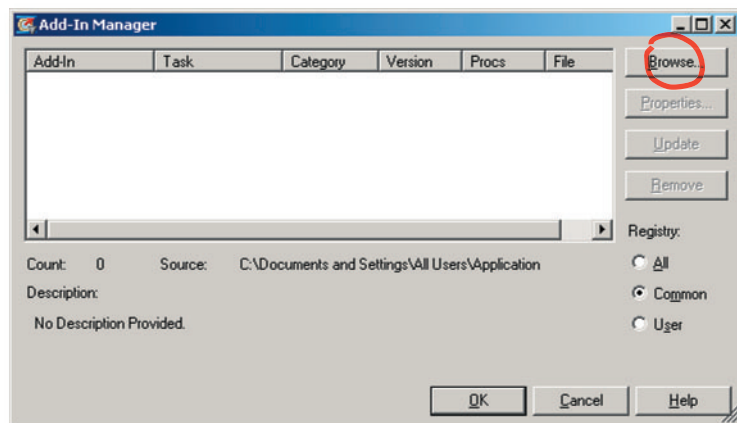 Add-In Manager
Add-In Task Category Version Procs File
Browse...
Properties...
Update
Remove
Registry:
Count: 0 Source: C:\Documents and Settings\All Users\Application
All
Description:
Common
No Description Provided.
User
OK Cancel Help